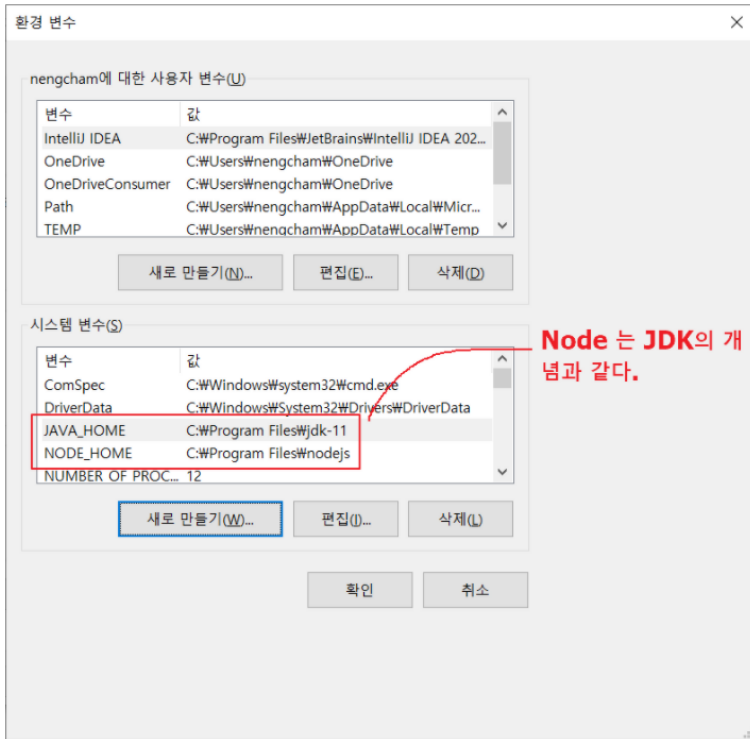 환경 변수
nengcham에 대한 사용자 변수(U)
변수 값
IntelliJ IDEA C:₩Program Files₩JetBrains₩IntelliJ IDEA 202...
OneDrive C:₩Users₩nengcham₩OneDrive
OneDriveConsumer C:₩Users₩nengcham₩OneDrive
Path C:₩Users₩nengcham₩AppData₩Local₩Micr...
TEMP C:₩Users₩nengcham₩AppData₩Local₩Temp
새로 만들기(N)... 편집(E)... 삭제(D)
시스템 변수(S)
Node 는 JDK의 개
념과 같다.
변수 값
ComSpec C:₩Windows₩system32₩cmd.exe
DriverData C:₩Windows₩System32₩Drivers₩DriverData
JAVA_HOME C:₩Program Files₩jdk-11
NODE_HOME C:₩Program Files₩nodejs
NUMBER OF PROC... 12
새로 만들기(W)... 편집(I)... 삭제(L)
확인 취소